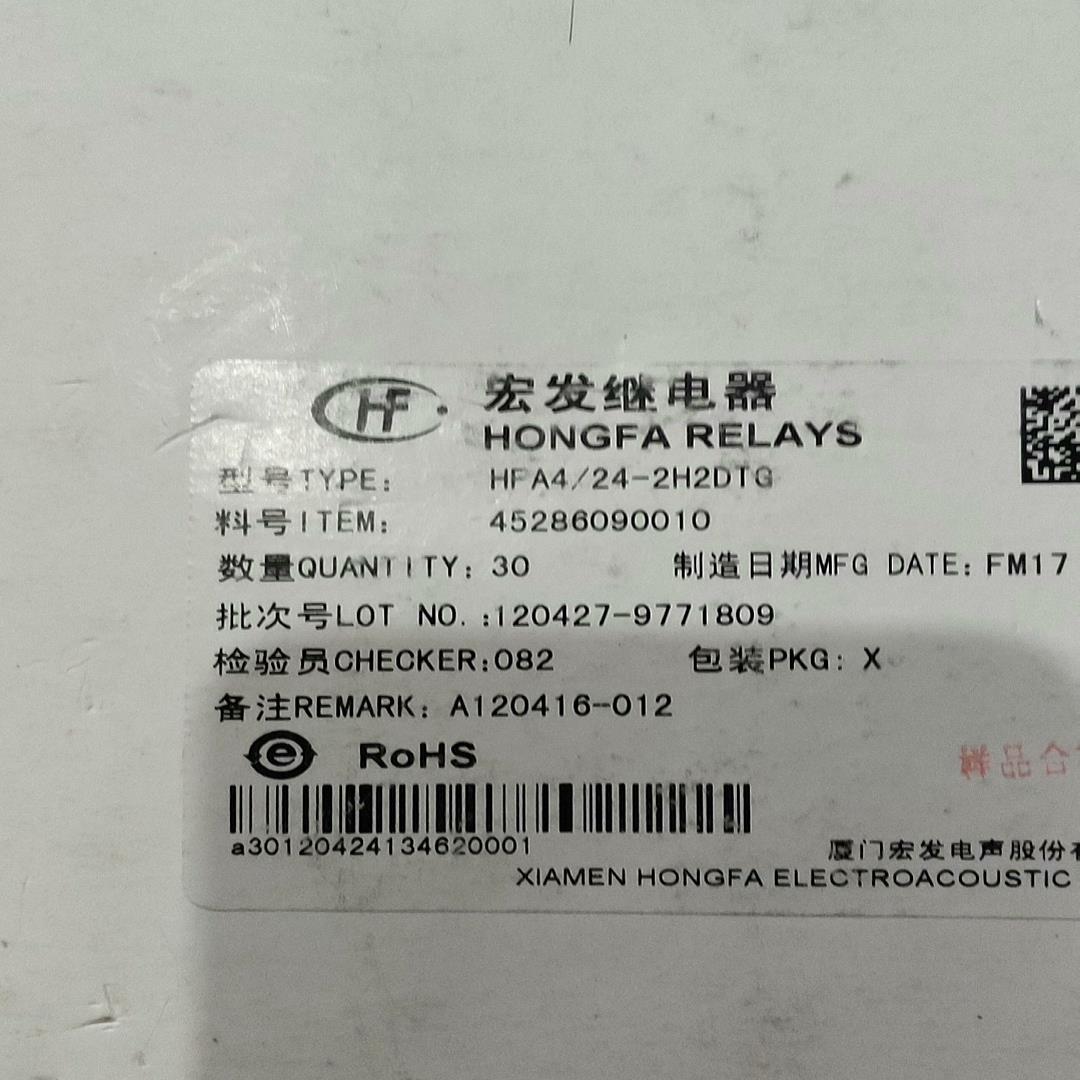 HF
宏发继电器
HONGFA RELAYS
型号TYPE: HFA4/24-2H2DTG
料号ITEM: 45286090010
数量QUANTITY: 30 制造日期MFG DATE: FM17
批次号LOT NO.:120427-9771809
检验员CHECKER:082 包装PKG: X
备注REMARK: A120416-012
e RoHS
样品合
a30120424134620001
厦门宏发电声股份
XIAMEN HONGFA ELECTROACOUSTIC